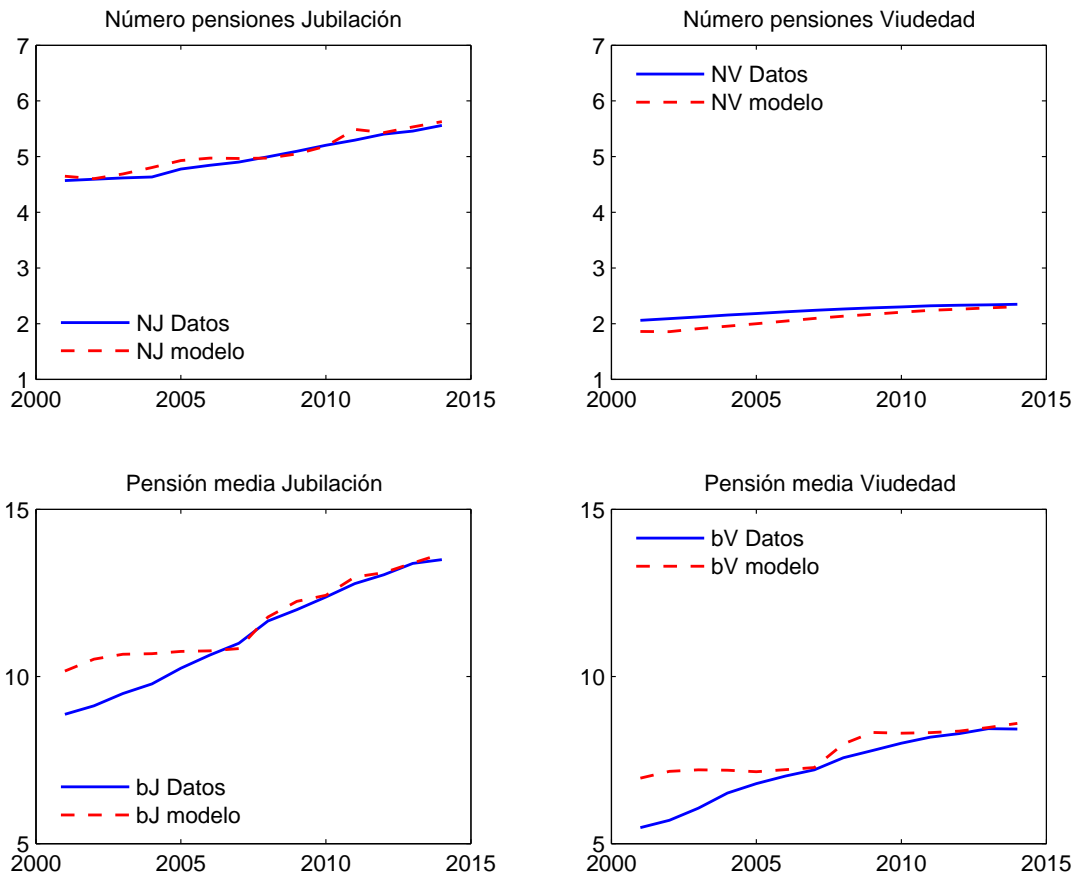 Número pensiones Jubilación
7
6
5
4
3
2
1
2000 2005 2010 2015
NJ Datos
NJ modelo
Número pensiones Viudedad
7
6
5
4
3
2
1
2000 2005 2010 2015
NV Datos
NV modelo
Pensión media Jubilación
15
10
5
2000 2005 2010 2015
bJ Datos
bJ modelo
Pensión media Viudedad
15
10
5
2000 2005 2010 2015
bV Datos
bV modelo